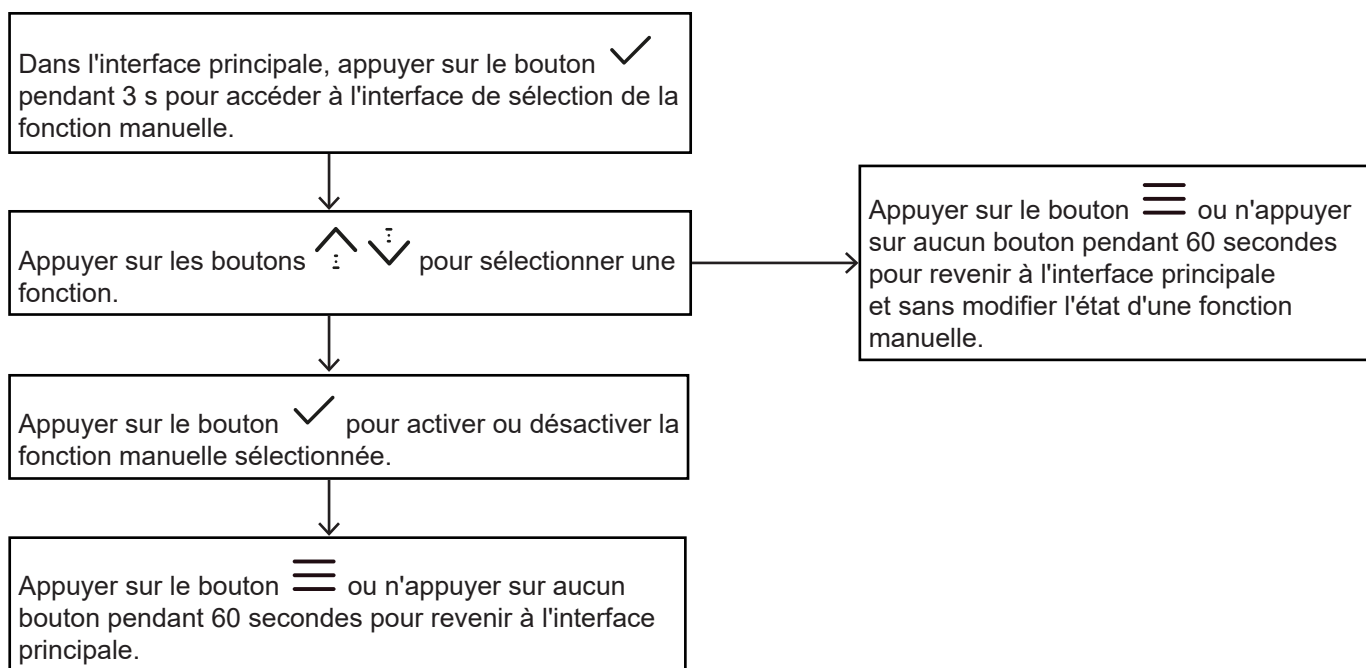 Dans l'interface principale, appuyer sur le bouton
pendant 3 s pour accéder à l'interface de sélection de la
fonction manuelle.
Appuyer sur les boutons pour sélectionner une
fonction.
Appuyer sur le bouton ou n'appuyer
sur aucun bouton pendant 60 secondes
pour revenir à l'interface principale
et sans modifier l'état d'une fonction
manuelle.
Appuyer sur le bouton pour activer ou désactiver la
fonction manuelle sélectionnée.
Appuyer sur le bouton ou n'appuyer sur aucun
bouton pendant 60 secondes pour revenir à l'interface
principale.